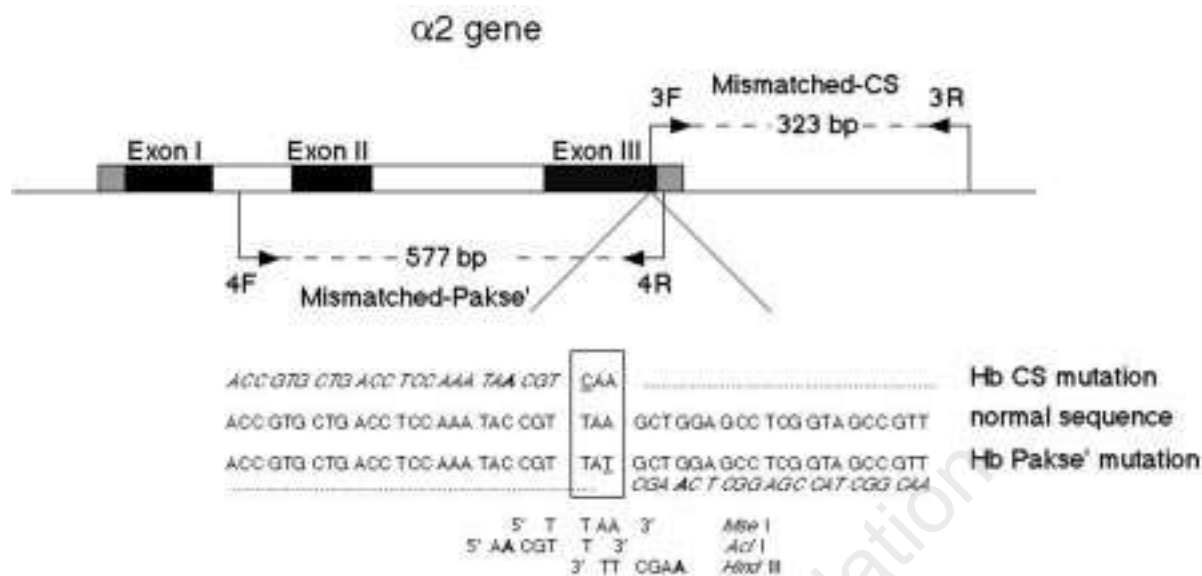 α2 gene
Mismatched-CS
3F 3R
323 bp
Exon I Exon II Exon III
577 bp
4F 4R
Mismatched-Pakse'
ACC GTG CTG ACC TCC AAA TAA CGT CAA Hb CS mutation
ACC GTG CTG ACC TCC AAA TAC CGT TAA GCT GGA GCC TCG GTA GCC GTT normal sequence
ACC GTG CTG ACC TCC AAA TAC CGT TAT GCT GGA GCC TCG GTA GCC GTT Hb Pakse' mutation
CGA ACT CGG AGC CAT CGG CAA
5' T TAA 3' Mse I
5' AA CGT T 3' Acl I
3' TT CGAA Hind III